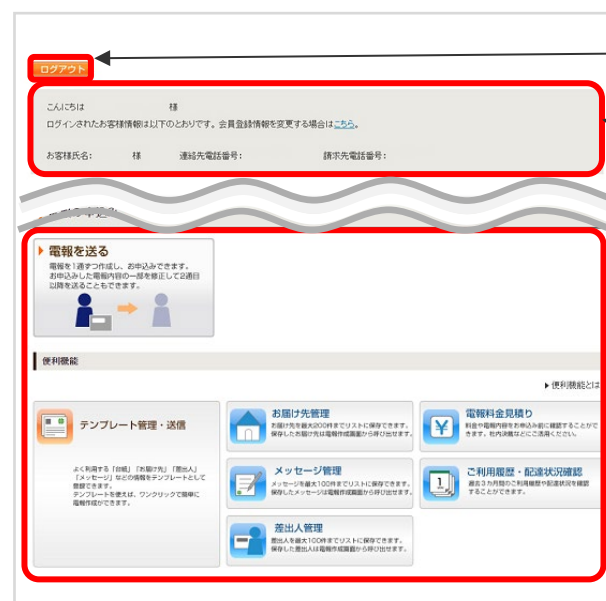 ログアウト
こんにちは 様
ログインされたお客様情報は以下のとおりです。会員登録情報を変更する場合はこちら。
お客様氏名: 様 連絡先電話番号: 請求先電話番号:
電報を送る
電報を1通ずつ作成し、お申込みできます。
お申込みした電報内容の一部を修正して2通目
以降を送ることもできます。
便利機能
便利機能とは
テンプレート管理・送信
よく利用する「台紙」「お届け先」「差出人」
「メッセージ」などの情報をテンプレートとして
登録できます。
テンプレートを使えば、ワンクリックで簡単に
電報作成ができます。
お届け先管理
お届け先を最大200件までリストに保存できます。
保存したお届け先は電報作成画面から呼び出せます。
電報料金見積り
料金や電報内容をお申込み前に確認することがで
きます。社内決裁などにご活用ください。
メッセージ管理
メッセージを最大100件までリストに保存できます。
保存したメッセージは電報作成画面から呼び出せます。
ご利用履歴・配達状況確認
過去3カ月間のご利用履歴や配達状況を確認
することができます。
差出人管理
差出人を最大100件までリストに保存できます。
保存した差出人は電報作成画面から呼び出せます。